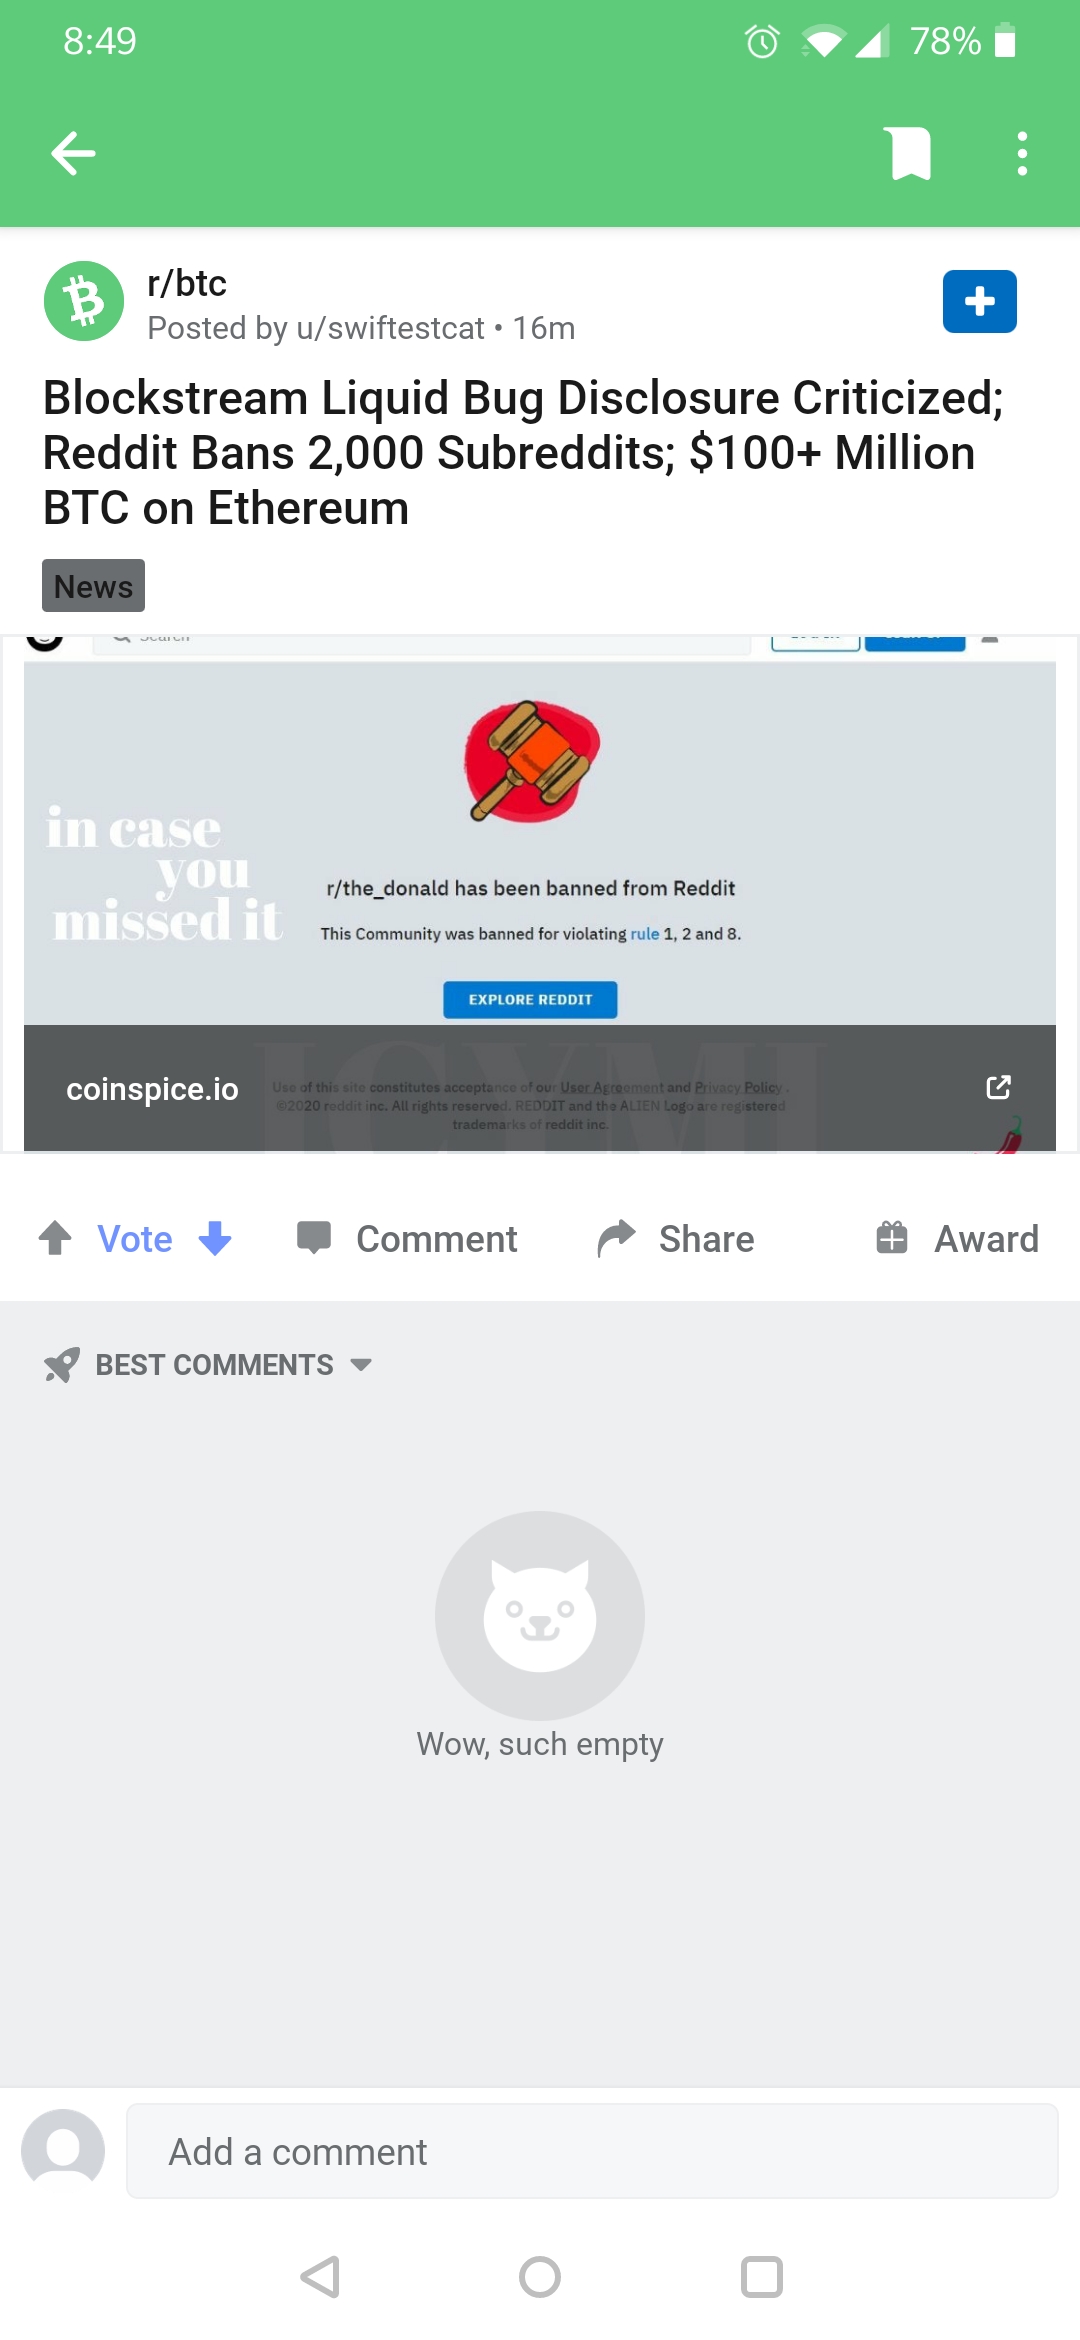 8:49
78%
r/btc
Posted by u/swiftestcat • 16m
Blockstream Liquid Bug Disclosure Criticized;
Reddit Bans 2,000 Subreddits; $100+ Million
BTC on Ethereum
News
Search
in case
you
missed it
r/the_donald has been banned from Reddit
This Community was banned for violating rule 1, 2 and 8.
EXPLORE REDDIT
ICYMI
coinspice.io
Use of this site constitutes acceptance of our User Agreement and Privacy Policy .
©2020 reddit inc. All rights reserved. REDDIT and the ALIEN Logo are registered
trademarks of reddit inc.
Vote
Comment
Share
Award
BEST COMMENTS
Wow, such empty
Add a comment